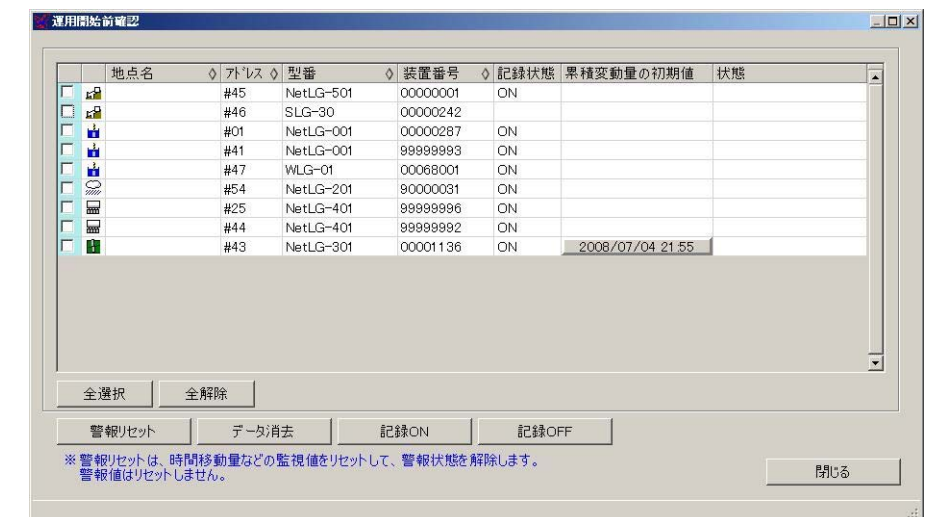 運用開始前確認
地点名 ◊ アドレス ◊ 型番 ◊ 装置番号 ◊ 記録状態 累積変動量の初期値 状態
#45 NetLG-501 00000001 ON
#46 SLG-30 00000242
#01 NetLG-001 00000287 ON
#41 NetLG-001 99999993 ON
#47 WLG-01 00068001 ON
#54 NetLG-201 90000031 ON
#25 NetLG-401 99999996 ON
#44 NetLG-401 99999992 ON
#43 NetLG-301 00001136 ON 2008/07/04 21:55
全選択 全解除
警報リセット データ消去 記録ON 記録OFF
※ 警報リセットは、時間移動量などの監視値をリセットして、警報状態を解除します。
警報値はリセットしません。
閉じる